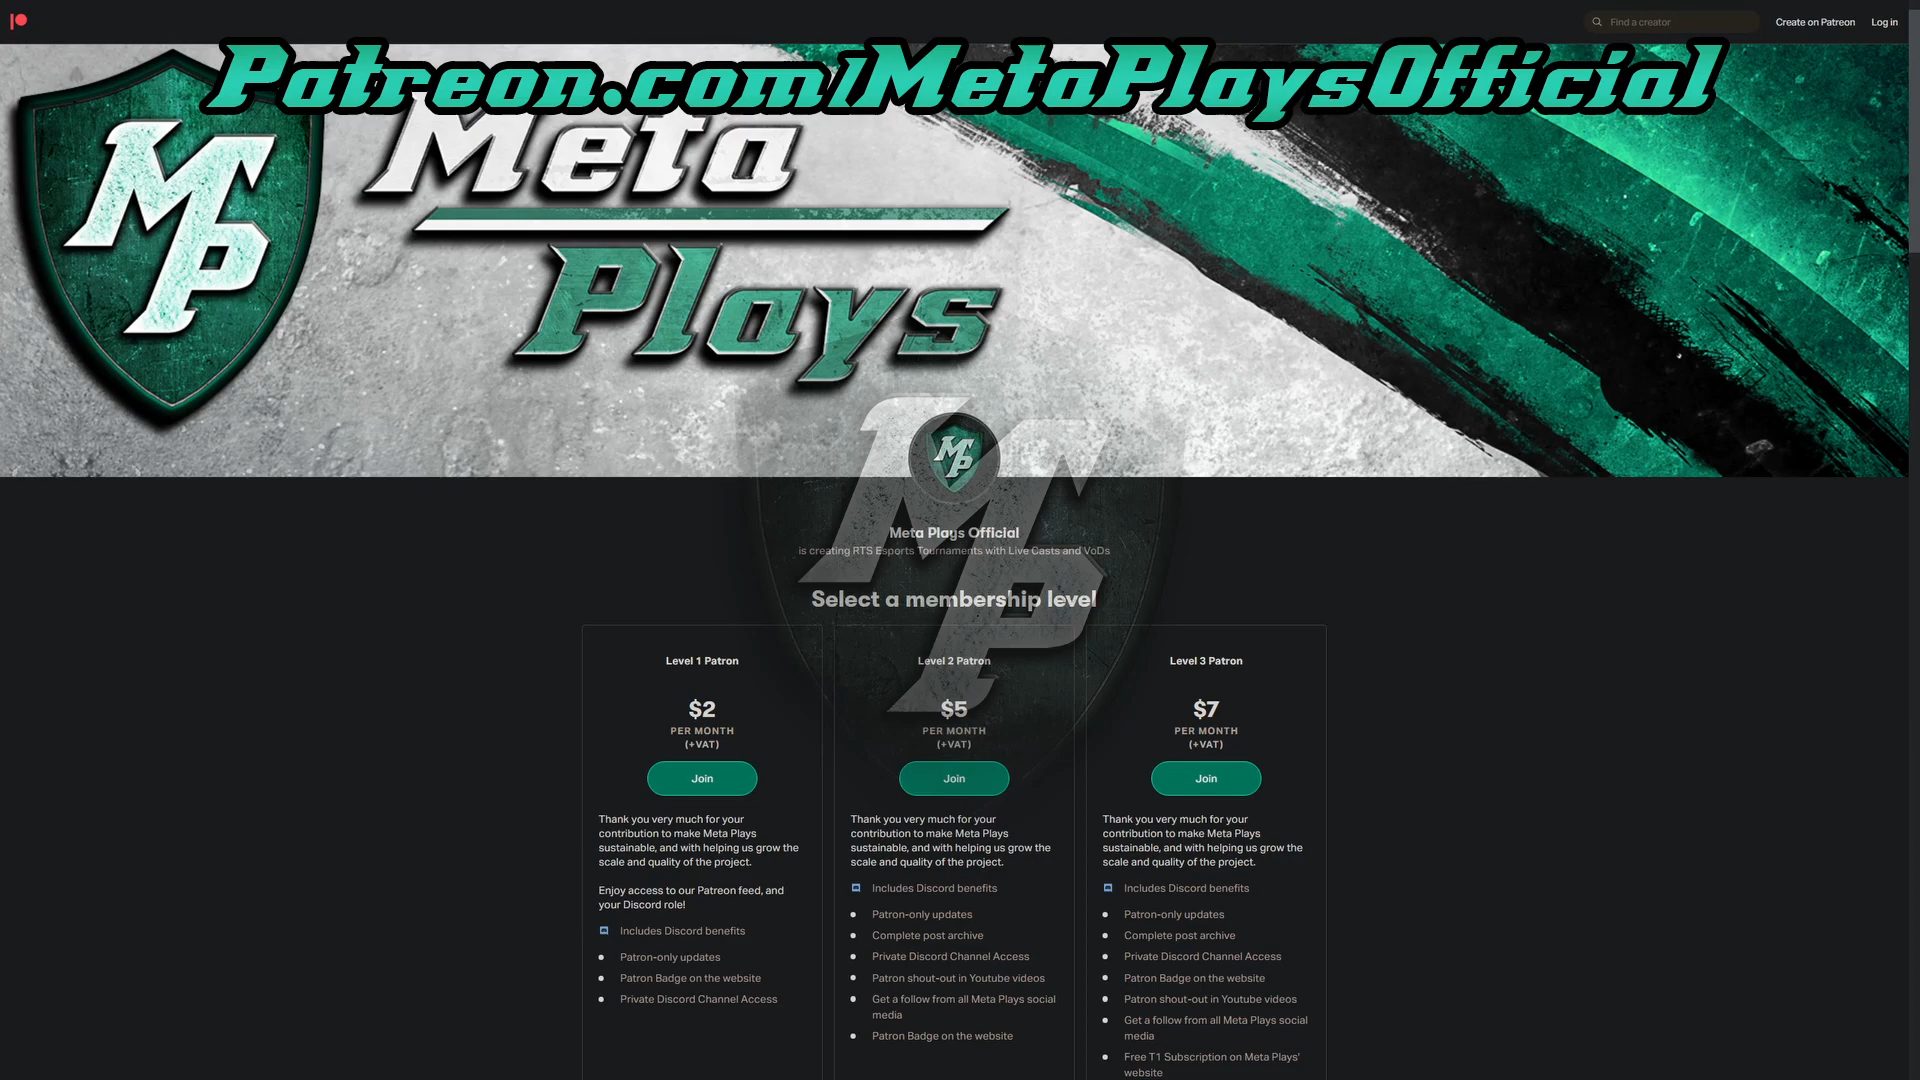 Find a creator
Create on Patreon
Log in
Patreon.com/MetaPlaysOfficial
Meta
Plays
MP
MP
MP
Meta Plays Official
is creating RTS Esports Tournaments with Live Casts and VoDs
Select a membership level
Level 1 Patron
$2
PER MONTH
(+VAT)
Join
Thank you very much for your
contribution to make Meta Plays
sustainable, and with helping us grow the
scale and quality of the project.
Enjoy access to our Patreon feed, and
your Discord role!
Includes Discord benefits
Patron-only updates
Patron Badge on the website
Private Discord Channel Access
Level 2 Patron
$5
PER MONTH
(+VAT)
Join
Thank you very much for your
contribution to make Meta Plays
sustainable, and with helping us grow the
scale and quality of the project.
Includes Discord benefits
Patron-only updates
Complete post archive
Private Discord Channel Access
Patron shout-out in Youtube videos
Get a follow from all Meta Plays social
media
Patron Badge on the website
Level 3 Patron
$7
PER MONTH
(+VAT)
Join
Thank you very much for your
contribution to make Meta Plays
sustainable, and with helping us grow the
scale and quality of the project.
Includes Discord benefits
Patron-only updates
Complete post archive
Private Discord Channel Access
Patron Badge on the website
Patron shout-out in Youtube videos
Get a follow from all Meta Plays social
media
Free T1 Subscription on Meta Plays'
website